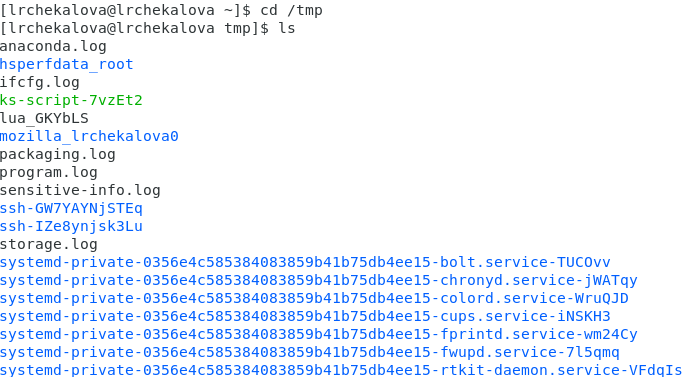 [lrchekalova@lrchekalova ~]$ cd /tmp
[lrchekalova@lrchekalova tmp]$ ls
anaconda.log
hsperfdata_root
ifcfg.log
ks-script-7vzEt2
lua_GKYbLS
mozilla_lrchekalova0
packaging.log
program.log
sensitive-info.log
ssh-GW7YAYNjSTEq
ssh-IZe8ynjsk3Lu
storage.log
systemd-private-0356e4c585384083859b41b75db4ee15-bolt.service-TUCOvv
systemd-private-0356e4c585384083859b41b75db4ee15-chronyd.service-jWATqy
systemd-private-0356e4c585384083859b41b75db4ee15-colord.service-WruQJD
systemd-private-0356e4c585384083859b41b75db4ee15-cups.service-iNSKH3
systemd-private-0356e4c585384083859b41b75db4ee15-fprintd.service-wm24Cy
systemd-private-0356e4c585384083859b41b75db4ee15-fwupd.service-7l5qmq
systemd-private-0356e4c585384083859b41b75db4ee15-rtkit-daemon.service-VFdqIs